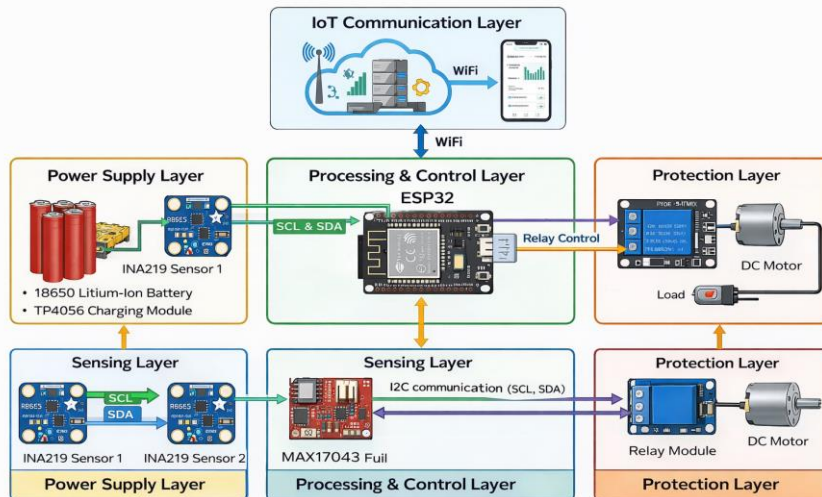 IoT Communication Layer
WiFi
WiFi
Power Supply Layer
INA219 Sensor 1
• 18650 Litium-Ion Battery
• TP4056 Charging Module
Processing & Control Layer
ESP32
SCL & SDA
Relay Control
Protection Layer
DC Motor
Load
Sensing Layer
R86E5
SCL
SDA
R86E5
INA219 Sensor 1
INA219 Sensor 2
Power Supply Layer
Sensing Layer
I2C communication (SCL, SDA)
MAX17043 Fuil
Processing & Control Layer
Protection Layer
Relay Module
DC Motor
Protection Layer